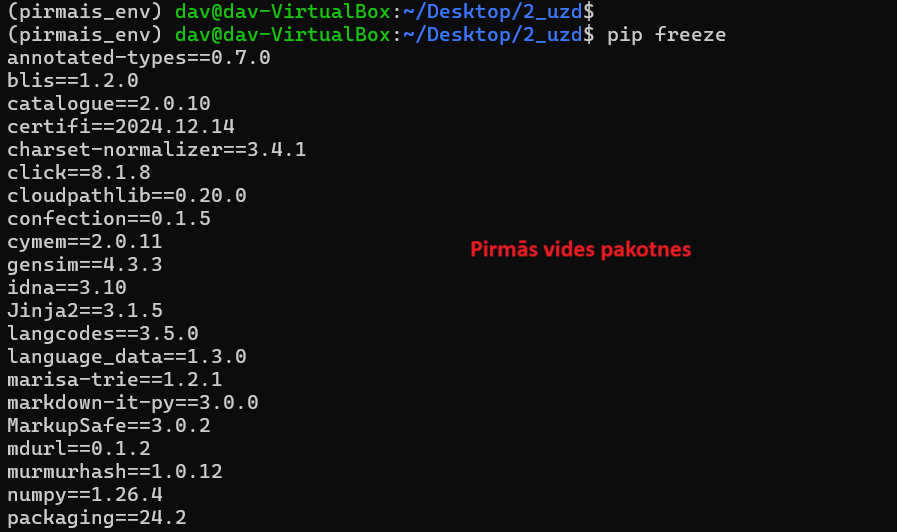 (pirmais_env) dav@dav-VirtualBox:~/Desktop/2_uzd$
(pirmais_env) dav@dav-VirtualBox:~/Desktop/2_uzd$ pip freeze
annotated-types==0.7.0
blis==1.2.0
catalogue==2.0.10
certifi==2024.12.14
charset-normalizer==3.4.1
click==8.1.8
cloudpathlib==0.20.0
confection==0.1.5
cymem==2.0.11
Pirmās vides pakotnes
gensim==4.3.3
idna==3.10
Jinja2==3.1.5
langcodes==3.5.0
language_data==1.3.0
marisa-trie==1.2.1
markdown-it-py==3.0.0
MarkupSafe==3.0.2
mdurl==0.1.2
murmurhash==1.0.12
numpy==1.26.4
packaging==24.2